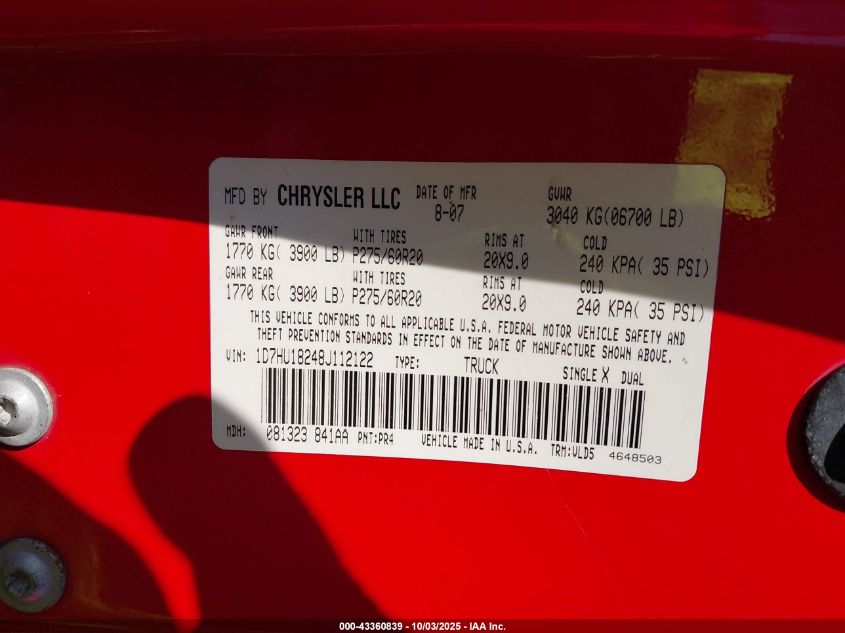 MFD BY CHRYSLER LLC DATE OF MFR 8-07 GVWR 3040 KG(06700 LB)
GAWR FRONT WITH TIRES RIMS AT COLD
1770 KG( 3900 LB) P275/60R20 20X9.0 240 KPA( 35 PSI)
GAWR REAR WITH TIRES RIMS AT COLD
1770 KG( 3900 LB) P275/60R20 20X9.0 240 KPA( 35 PSI)
THIS VEHICLE CONFORMS TO ALL APPLICABLE U.S.A. FEDERAL MOTOR VEHICLE SAFETY AND
THEFT PREVENTION STANDARDS IN EFFECT ON THE DATE OF MANUFACTURE SHOWN ABOVE.
VIN: 1D7HU18248J112122 TYPE: TRUCK SINGLE X DUAL
MDH: 081323 841AA PNT:PR4 VEHICLE MADE IN U.S.A. TRM:VLD5 4648503
000-43360839 - 10/03/2025 - IAA Inc.